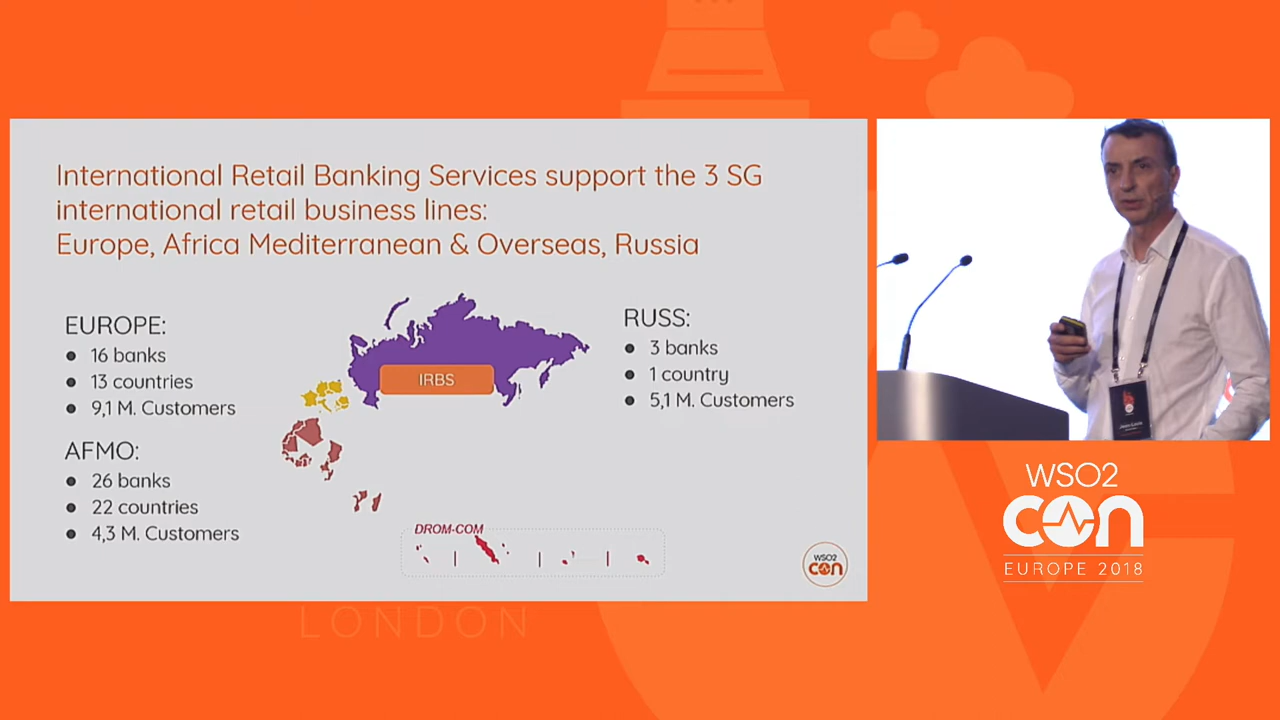 International Retail Banking Services support the 3 SG
international retail business lines:
Europe, Africa Mediterranean & Overseas, Russia
EUROPE:
16 banks
13 countries
9,1 M. Customers
AFMO:
26 banks
22 countries
4,3 M. Customers
IRBS
RUSS:
3 banks
1 country
5,1 M. Customers
DROM-COM
WSO2
con
WSO2
con
EUROPE 2018
LONDON